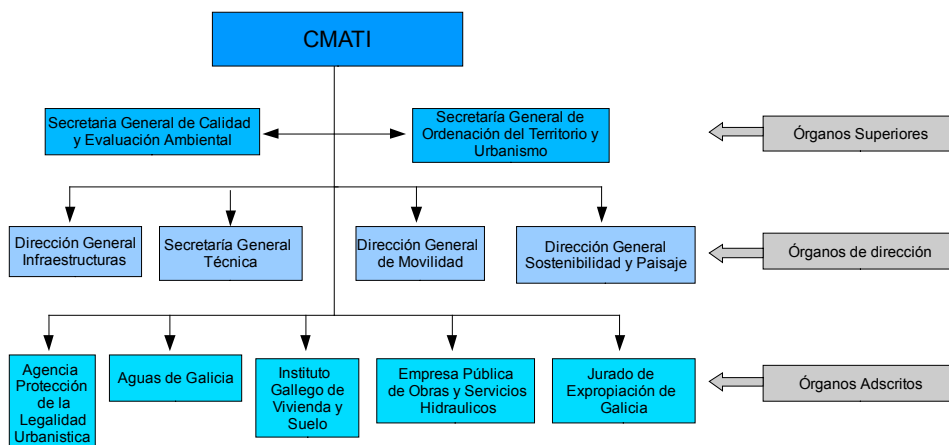 CMATI
Secretaria General de Calidad
y Evaluación Ambiental
Secretaría General de
Ordenación del Territorio y
Urbanismo
Órganos Superiores
Dirección General
Infraestructuras
Secretaría General
Técnica
Dirección General
de Movilidad
Dirección General
Sostenibilidad y Paisaje
Órganos de dirección
Agencia
Protección
de la
Legalidad
Urbanistica
Aguas de Galicia
Instituto
Gallego de
Vivienda y
Suelo
Empresa Pública
de Obras y Servicios
Hidraulicos
Jurado de
Expropiación de
Galicia
Órganos Adscritos